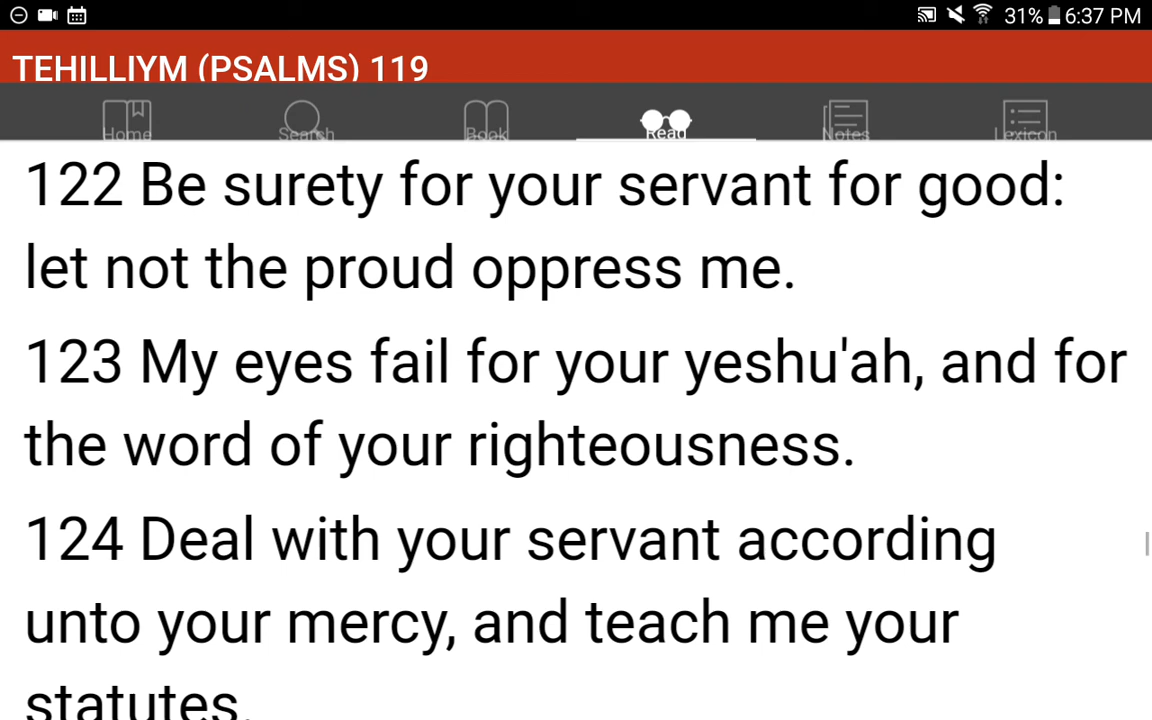 31% 6:37 PM
TEHILLIYM (PSALMS) 119
Home Search Book Read Notes Lexicon
122 Be surety for your servant for good:
let not the proud oppress me.
123 My eyes fail for your yeshu'ah, and for
the word of your righteousness.
124 Deal with your servant according
unto your mercy, and teach me your
statutes.